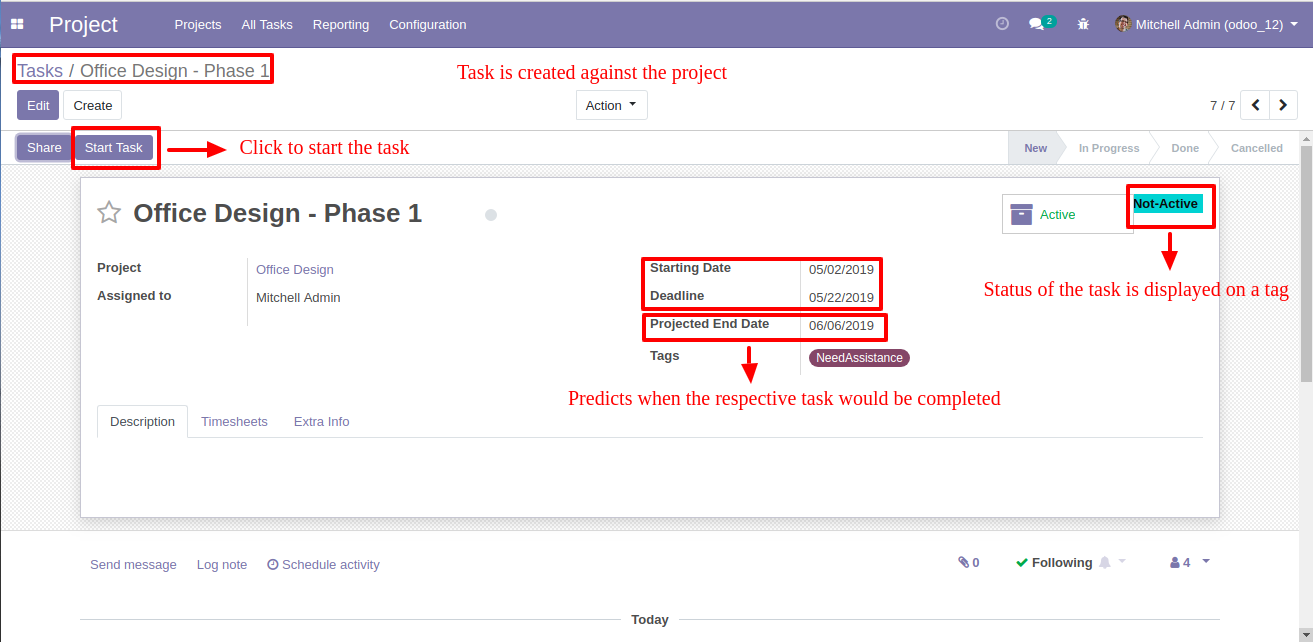 Project Projects All Tasks Reporting Configuration 2 Mitchell Admin (odoo_12)
Tasks / Office Design - Phase 1
Task is created against the project
Edit Create Action 7 / 7
Share Start Task Click to start the task New In Progress Done Cancelled
Office Design - Phase 1 Active Not-Active
Project Office Design Starting Date 05/02/2019
Assigned to Mitchell Admin Deadline 05/22/2019
Status of the task is displayed on a tag
Projected End Date 06/06/2019
Tags NeedAssistance
Predicts when the respective task would be completed
Description Timesheets Extra Info
Send message Log note Schedule activity 0 Following 4
Today